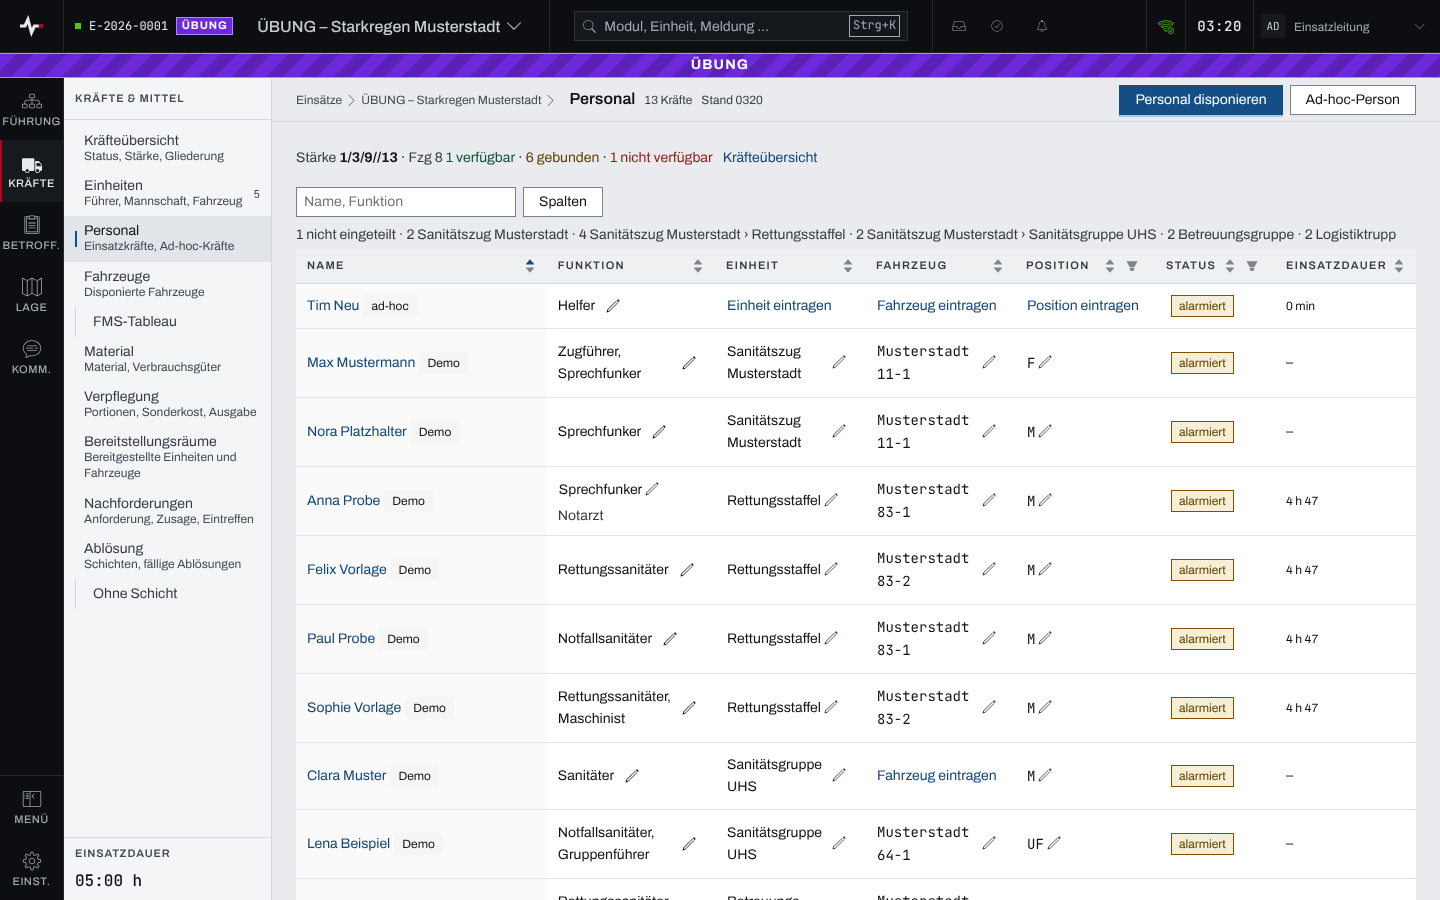 E-2026-0001 ÜBUNG ÜBUNG – Starkregen Musterstadt Modul, Einheit, Meldung ... Strg+K 03:20 AD Einsatzleitung
ÜBUNG
FÜHRUNG
KRÄFTE
BETROFF.
LAGE
KOMM.
MENÜ
EINST.
KRÄFTE & MITTEL
Kräfteübersicht
Status, Stärke, Gliederung
Einheiten
Führer, Mannschaft, Fahrzeug 5
Personal
Einsatzkräfte, Ad-hoc-Kräfte
Fahrzeuge
Disponierte Fahrzeuge
FMS-Tableau
Material
Material, Verbrauchsgüter
Verpflegung
Portionen, Sonderkost, Ausgabe
Bereitstellungsräume
Bereitgestellte Einheiten und
Fahrzeuge
Nachforderungen
Anforderung, Zusage, Eintreffen
Ablösung
Schichten, fällige Ablösungen
Ohne Schicht
EINSATZDAUER
05:00 h
Einsätze ÜBUNG – Starkregen Musterstadt Personal 13 Kräfte Stand 0320 Personal disponieren Ad-hoc-Person
Stärke 1/3/9//13 · Fzg 8 1 verfügbar · 6 gebunden · 1 nicht verfügbar Kräfteübersicht
Name, Funktion Spalten
1 nicht eingeteilt · 2 Sanitätszug Musterstadt · 4 Sanitätszug Musterstadt › Rettungsstaffel · 2 Sanitätszug Musterstadt › Sanitätsgruppe UHS · 2 Betreuungsgruppe · 2 Logistiktrupp
NAME FUNKTION EINHEIT FAHRZEUG POSITION STATUS EINSATZDAUER
Tim Neu ad-hoc Helfer Einheit eintragen Fahrzeug eintragen Position eintragen alarmiert 0 min
Max Mustermann Demo Zugführer, Sprechfunker Sanitätszug Musterstadt Musterstadt 11-1 F alarmiert –
Nora Platzhalter Demo Sprechfunker Sanitätszug Musterstadt Musterstadt 11-1 M alarmiert –
Anna Probe Demo Sprechfunker Notarzt Rettungsstaffel Musterstadt 83-1 M alarmiert 4 h 47
Felix Vorlage Demo Rettungssanitäter Rettungsstaffel Musterstadt 83-2 M alarmiert 4 h 47
Paul Probe Demo Notfallsanitäter Rettungsstaffel Musterstadt 83-1 M alarmiert 4 h 47
Sophie Vorlage Demo Rettungssanitäter, Maschinist Rettungsstaffel Musterstadt 83-2 M alarmiert 4 h 47
Clara Muster Demo Sanitäter Sanitätsgruppe UHS Fahrzeug eintragen M alarmiert –
Lena Beispiel Demo Notfallsanitäter, Gruppenführer Sanitätsgruppe UHS Musterstadt 64-1 UF alarmiert –